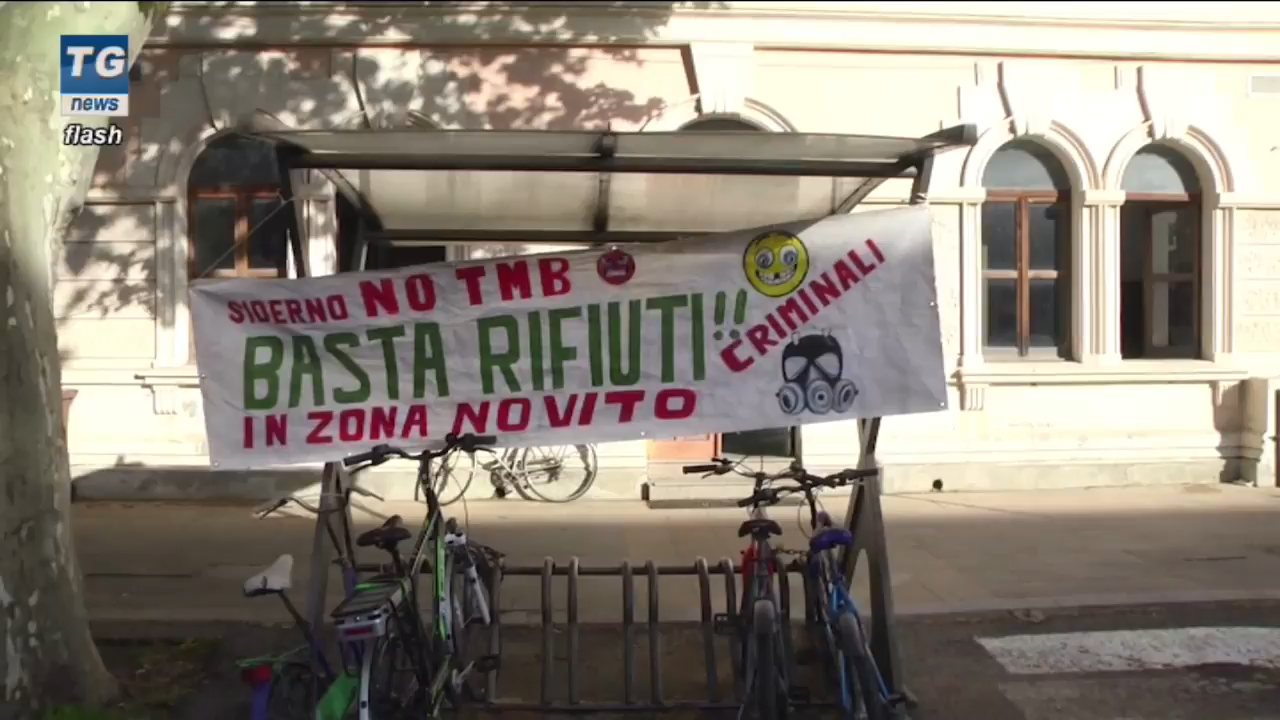 TG
news
flash
SIDERNO NO TMB
BASTA RIFIUTI!!
IN ZONA NOVITO
CRIMINALI